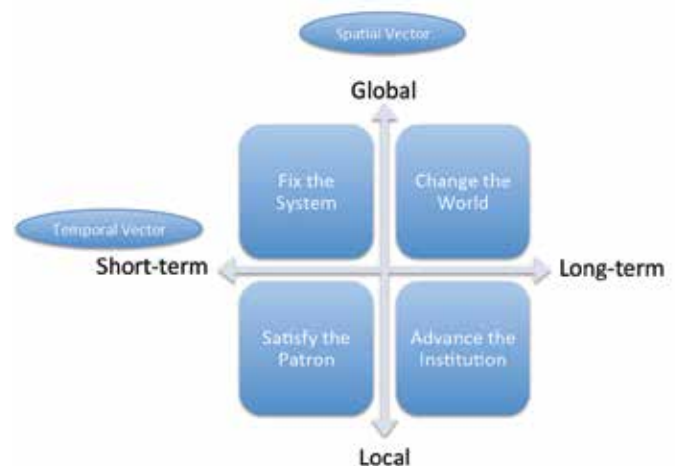 Spatial Vector
Global
Fix the
System
Change the
World
Temporal Vector
Short-term
Long-term
Satisfy the
Patron
Advance the
Institution
Local